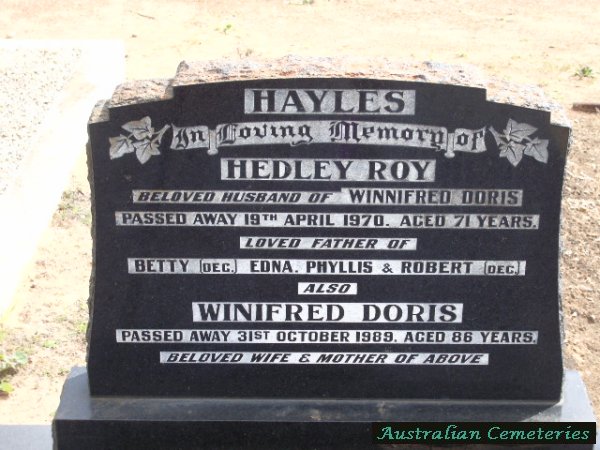 HAYLES
In Loving Memory of
HEDLEY ROY
BELOVED HUSBAND OF WINNIFRED DORIS
PASSED AWAY 19TH APRIL 1970. AGED 71 YEARS.
LOVED FATHER OF
BETTY (DEC.) EDNA, PHYLLIS & ROBERT (DEC.)
ALSO
WINIFRED DORIS
PASSED AWAY 31ST OCTOBER 1989. AGED 86 YEARS.
BELOVED WIFE & MOTHER OF ABOVE
Australian Cemeteries